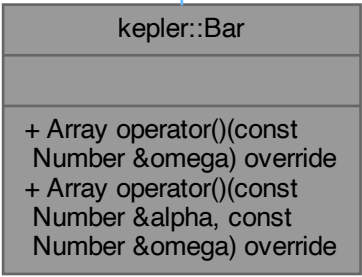 kepler::Bar
+ Array operator()(const
Number &omega) override
+ Array operator()(const
Number &alpha, const
Number &omega) override